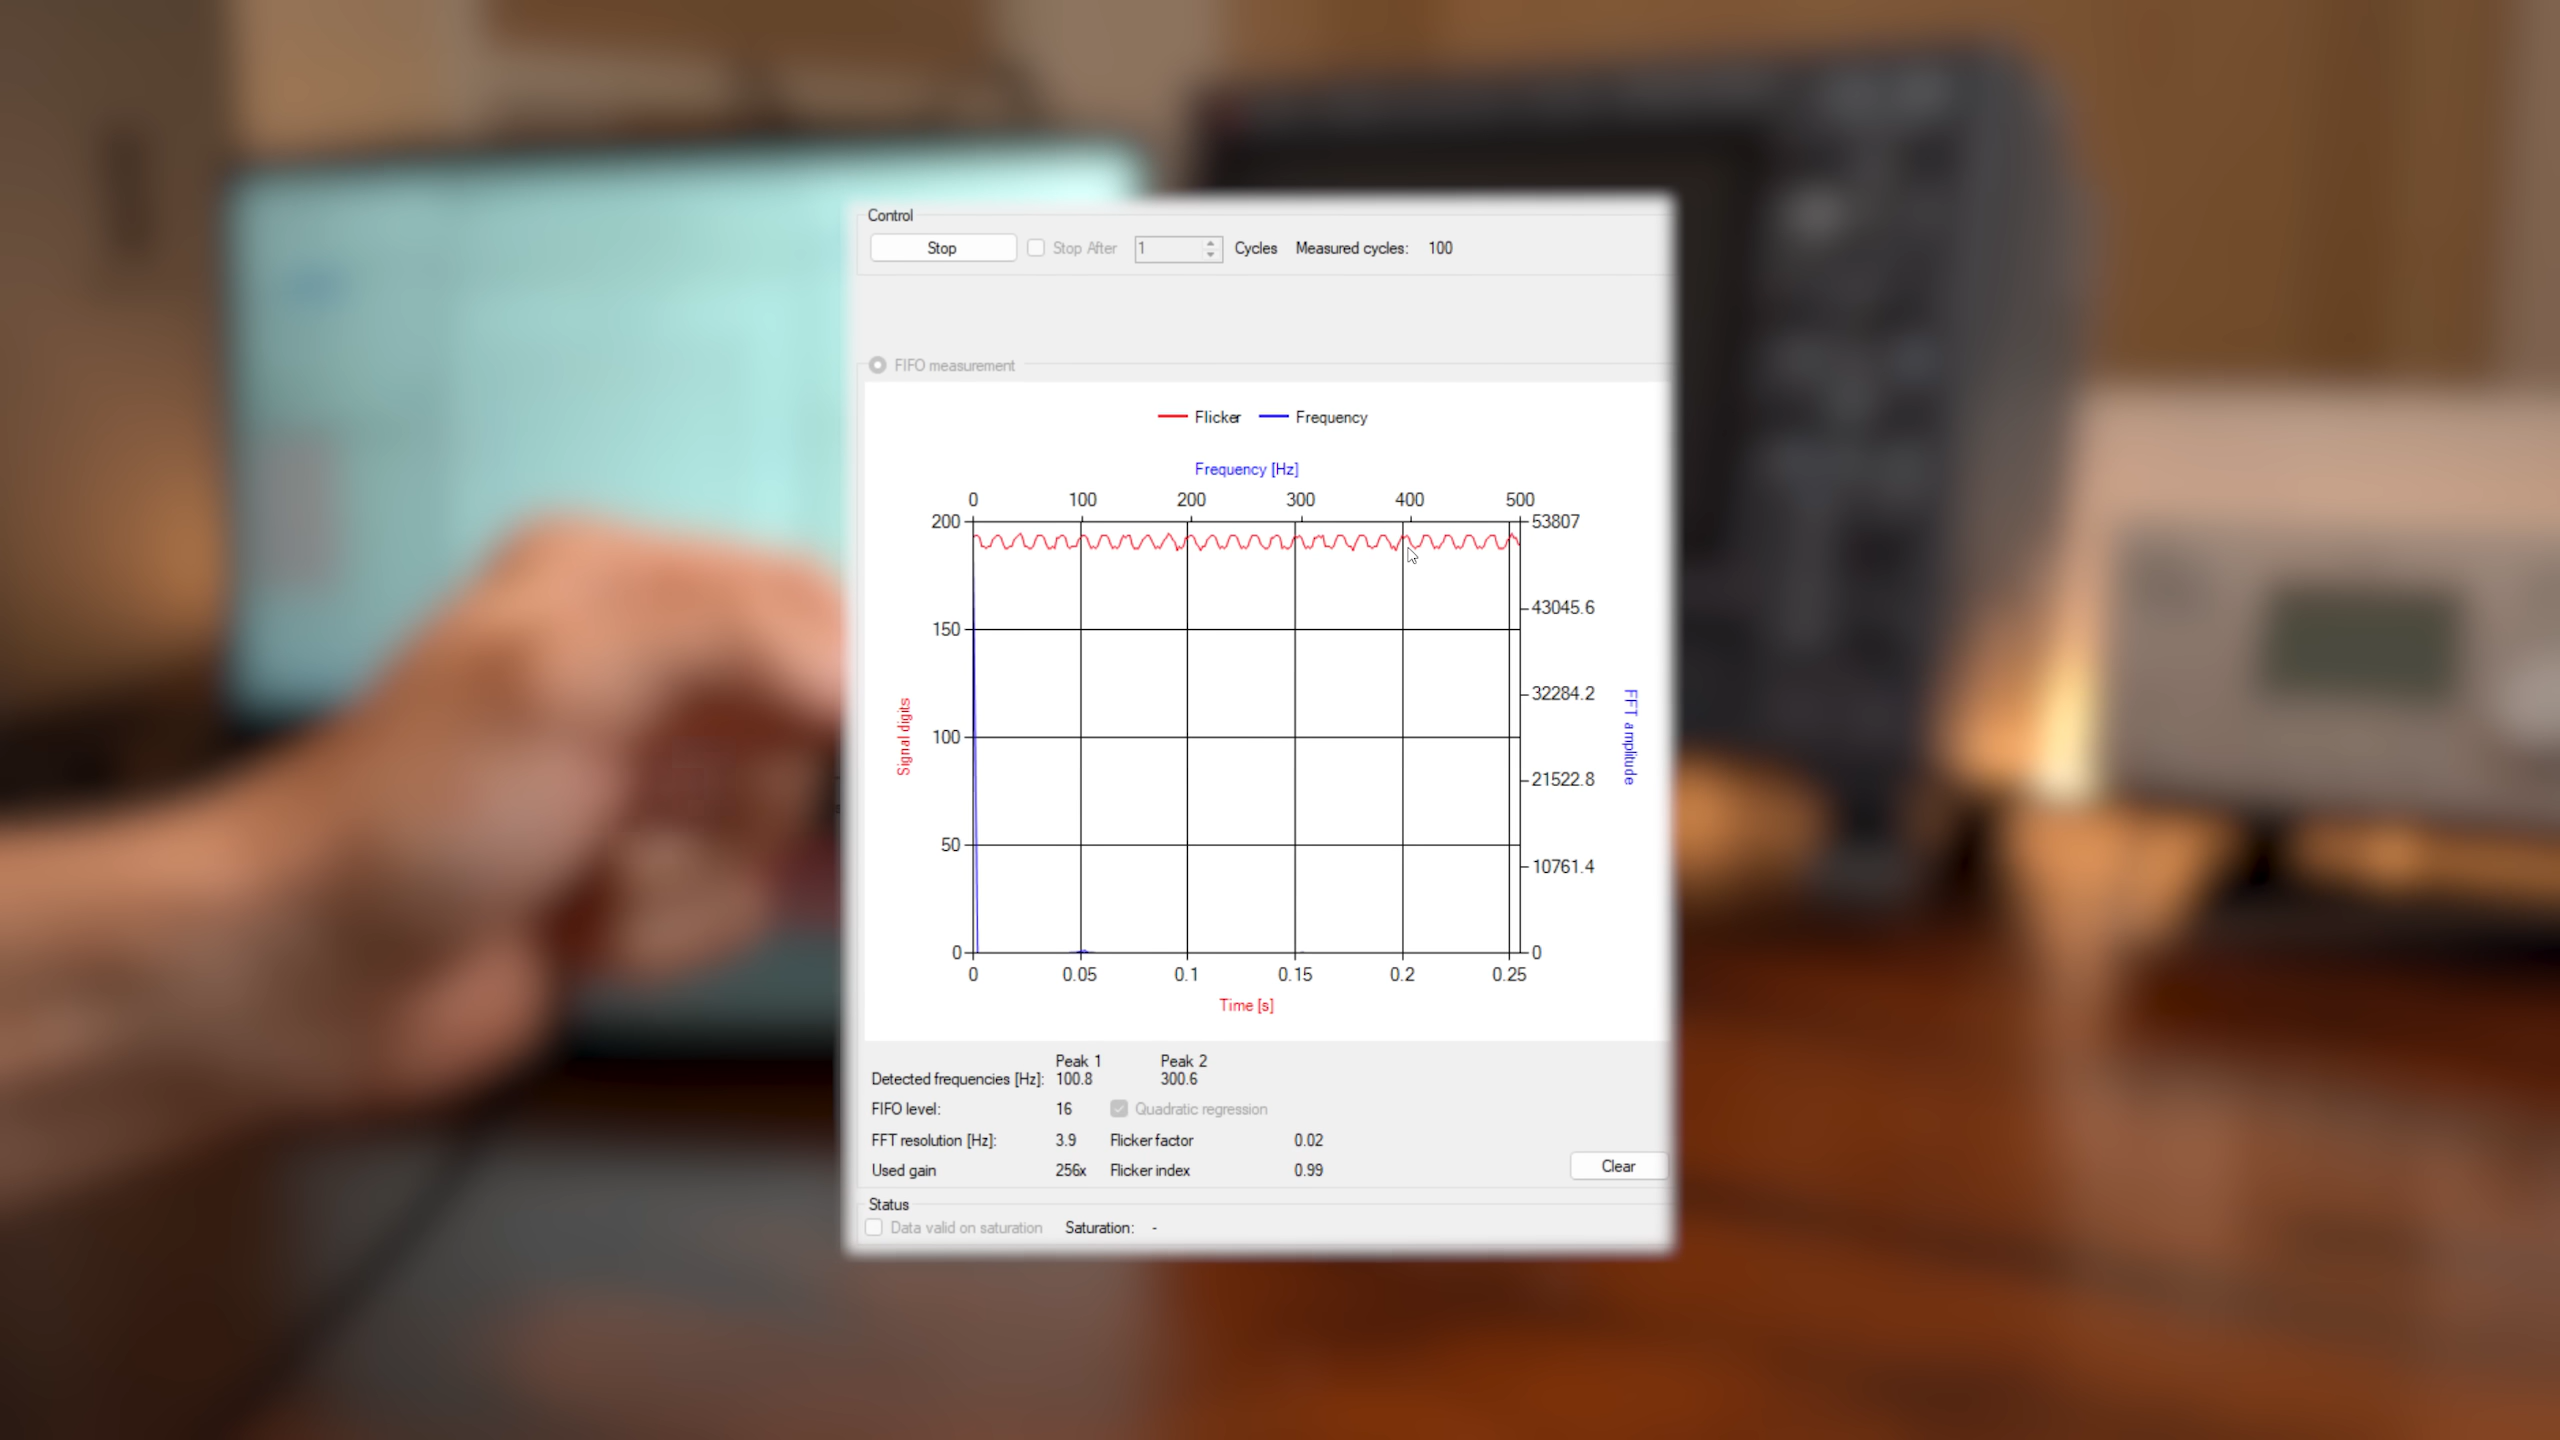 Control
Stop Stop After 1 Cycles Measured cycles: 100
FIFO measurement
Flicker Frequency
Frequency [Hz]
0 100 200 300 400 500
200 53807
43045.6
150
32284.2
Signal digits FFT amplitude
100
21522.8
50
10761.4
0 0
0 0.05 0.1 0.15 0.2 0.25
Time [s]
Peak 1 Peak 2
Detected frequencies [Hz]: 100.8 300.6
FIFO level: 16 Quadratic regression
FFT resolution [Hz]: 3.9 Flicker factor 0.02
Used gain 256x Flicker index 0.99
Clear
Status
Data valid on saturation Saturation: -